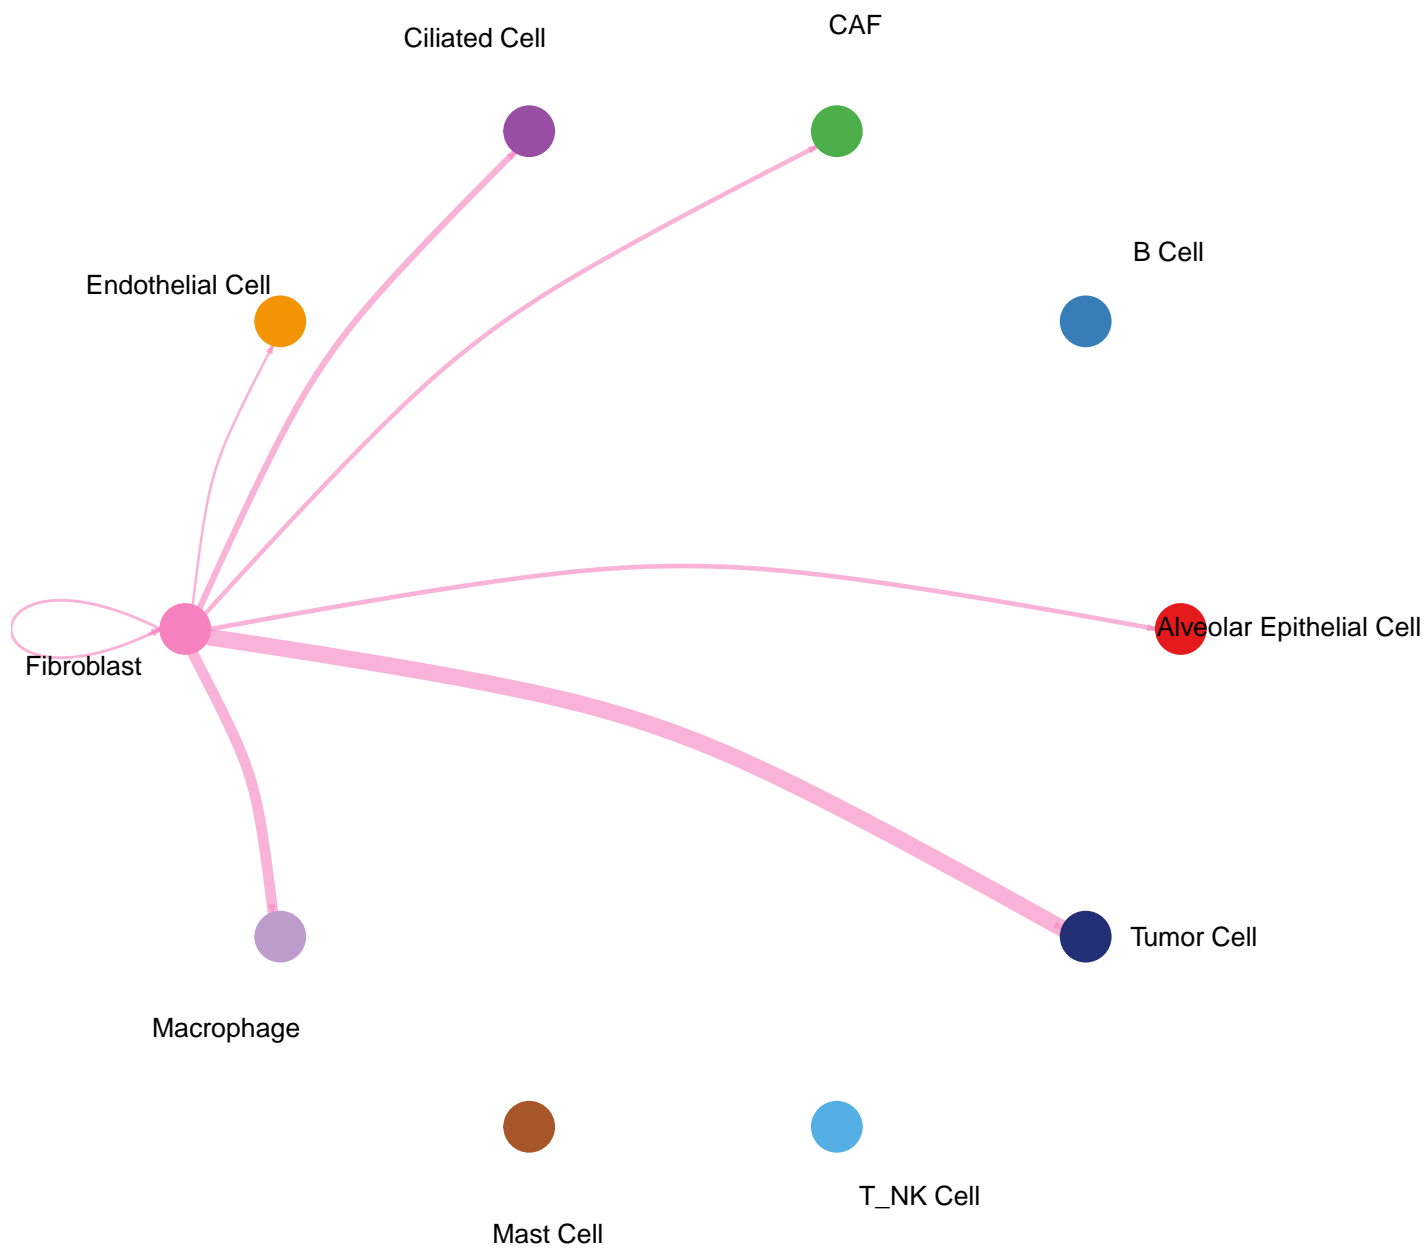 CAF
Ciliated Cell
B Cell
Endothelial Cell
Alveolar Epithelial Cell
Fibroblast
Tumor Cell
Macrophage
T_NK Cell
Mast Cell